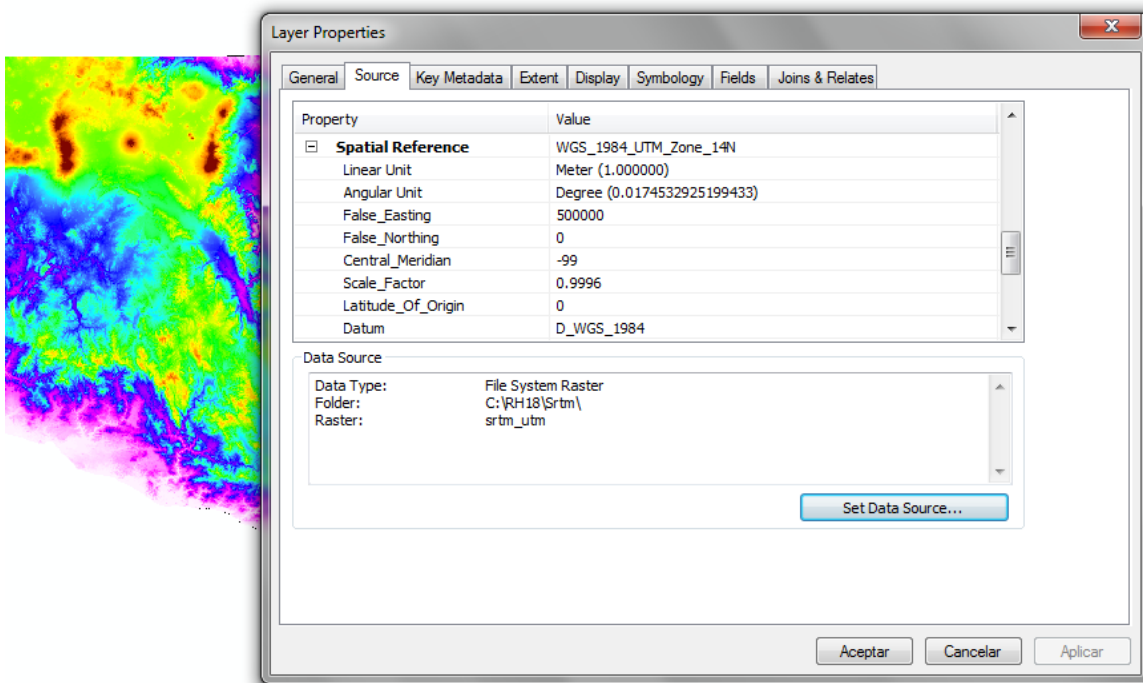 Layer Properties
General Source Key Metadata Extent Display Symbology Fields Joins & Relates
Property Value
Spatial Reference WGS_1984_UTM_Zone_14N
Linear Unit Meter (1.000000)
Angular Unit Degree (0.0174532925199433)
False_Easting 500000
False_Northing 0
Central_Meridian -99
Scale_Factor 0.9996
Latitude_Of_Origin 0
Datum D_WGS_1984
Data Source
Data Type: File System Raster
Folder: C:\RH18\Srtm\
Raster: srtm_utm
Set Data Source...
Aceptar Cancelar Aplicar